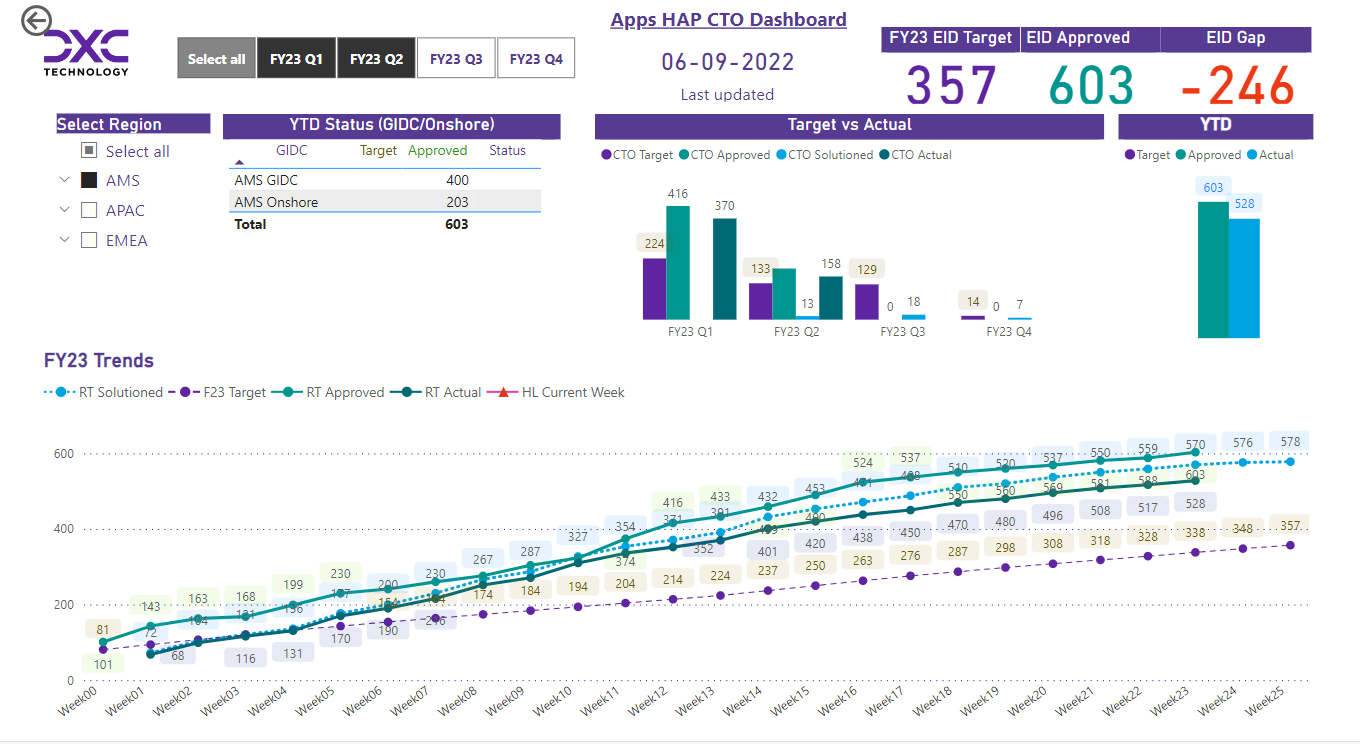 DXC
TECHNOLOGY
Select all
FY23 Q1
FY23 Q2
FY23 Q3
FY23 Q4
Apps HAP CTO Dashboard
06-09-2022
Last updated
FY23 EID Target
EID Approved
EID Gap
357
603
-246
Select Region
Select all
AMS
APAC
EMEA
YTD Status (GIDC/Onshore)
GIDC Target Approved Status
AMS GIDC 400
AMS Onshore 203
Total 603
Target vs Actual
CTO Target CTO Approved CTO Solutioned CTO Actual
224 416 370
133 13 158
129 0 18
14 0 7
FY23 Q1 FY23 Q2 FY23 Q3 FY23 Q4
YTD
Target Approved Actual
603
528
FY23 Trends
RT Solutioned F23 Target RT Approved RT Actual HL Current Week
600
400
200
0
81 143 163 168 199 230 200 230 267 287 327 354 416 433 432 453 524 537 510 520 537 550 559 570 576 578
72 371 391 400 550 560 569 581 588 603
101 68 116 131 170 190 216 374 352 401 420 438 450 470 480 496 508 517 528
174 184 194 204 214 224 237 250 263 276 287 298 308 318 328 338 348 357
Week00 Week01 Week02 Week03 Week04 Week05 Week06 Week07 Week08 Week09 Week10 Week11 Week12 Week13 Week14 Week15 Week16 Week17 Week18 Week19 Week20 Week21 Week22 Week23 Week24 Week25